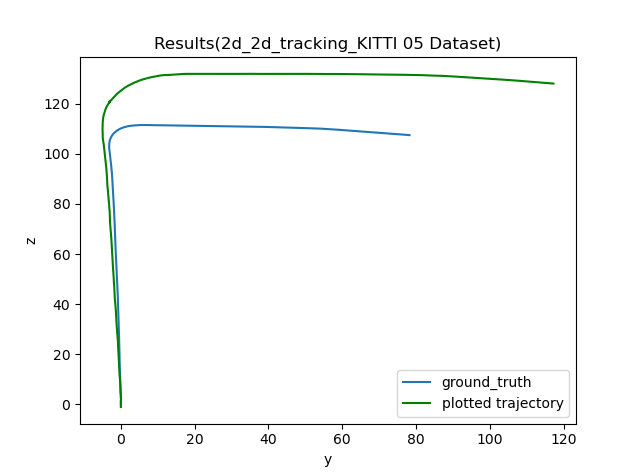 Results(2d_2d_tracking_KITTI 05 Dataset)
120
100
80
60
40
20
0
z
0 20 40 60 80 100 120
y
ground_truth
plotted trajectory